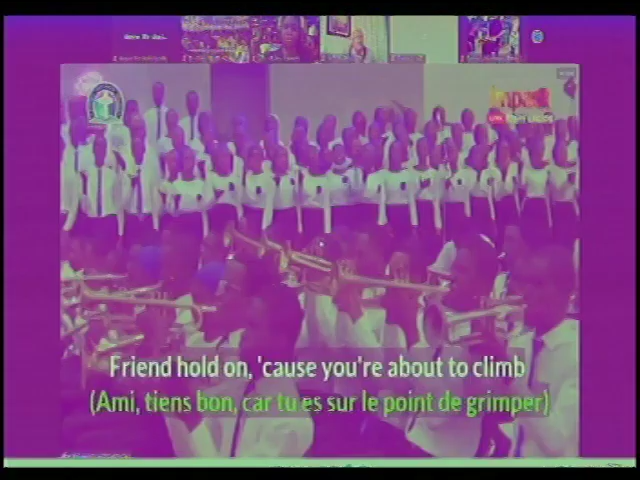 impact
Friend hold on, 'cause you're about to climb
(Ami, tiens bon, car tu es sur le point de grimper)